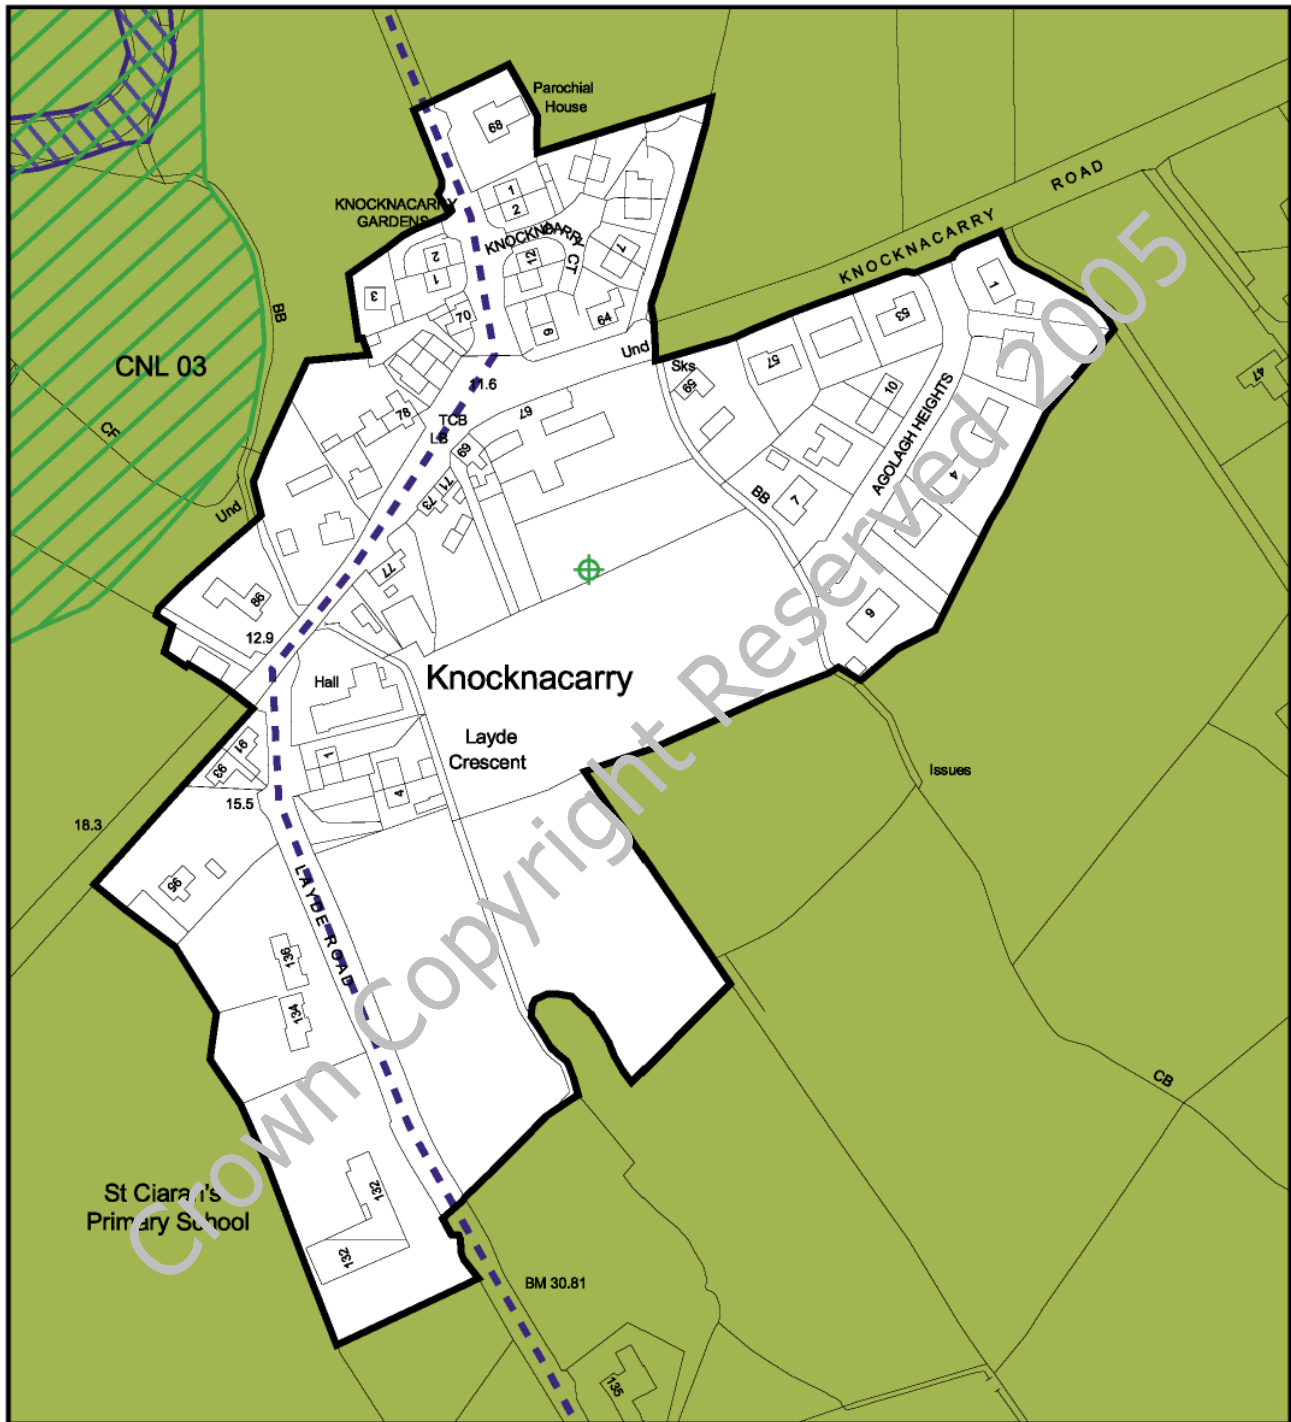 Parochial
House
68
KNOCKNACARRY
GARDENS
1
2
KNOCKNACARRY CT
ROAD
KNOCKNACARRY
2
1
3
12
7
70
6
64
BB
CNL 03
Und
Sks
59
57
53
1
47
11.6
78
TCB
LB
67
69
71
73
10
AGOLAGH HEIGHTS
4
CF
Und
BB
7
77
86
9
12.9
Hall
Knocknacarry
Layde
Crescent
91
93
1
4
Issues
15.5
18.3
95
LAYDE ROAD
136
134
CB
St Ciaran's
Primary School
132
132
BM 30.81
135
Crown Copyright Reserved 2005